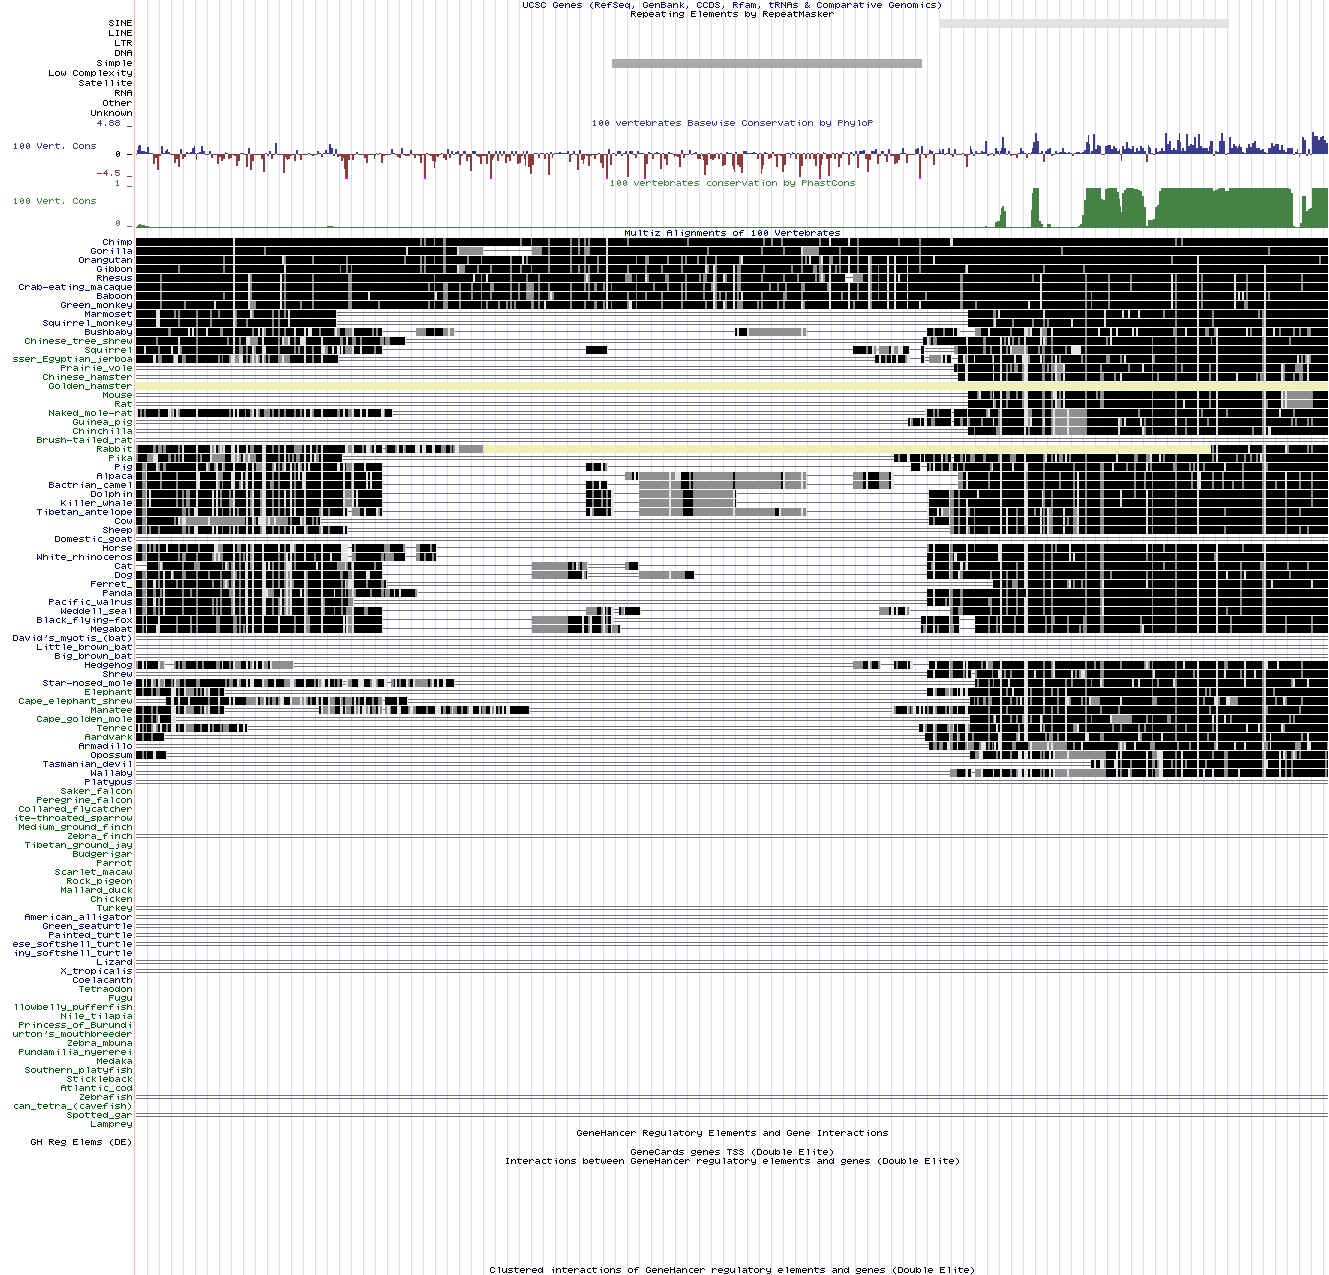 UCSC Genes (RefSeq, GenBank, CCDS, Rfam, tRNAs & Comparative Genomics)
Repeating Elements by RepeatMasker
SINE
LINE
LTR
DNA
Simple
Low Complexity
Satellite
RNA
Other
Unknown
4.88 _
100 vertebrates Basewise Conservation by PhyloP
100 Vert. Cons
0 _
-4.5 _
100 vertebrates conservation by PhastCons
1 _
100 Vert. Cons
0 _
Multiz Alignments of 100 Vertebrates
Chimp
Gorilla
Orangutan
Gibbon
Rhesus
Crab-eating_macaque
Baboon
Green_monkey
Marmoset
Squirrel_monkey
Bushbaby
Chinese_tree_shrew
Squirrel
sser_Egyptian_jerboa
Prairie_vole
Chinese_hamster
Golden_hamster
Mouse
Rat
Naked_mole-rat
Guinea_pig
Chinchilla
Brush-tailed_rat
Rabbit
Pika
Pig
Alpaca
Bactrian_camel
Dolphin
Killer_whale
Tibetan_antelope
Cow
Sheep
Domestic_goat
Horse
White_rhinoceros
Cat
Dog
Ferret_
Panda
Pacific_walrus
Weddell_seal
Black_flying-fox
Megabat
David's_myotis_(bat)
Little_brown_bat
Big_brown_bat
Hedgehog
Shrew
Star-nosed_mole
Elephant
Cape_elephant_shrew
Manatee
Cape_golden_mole
Tenrec
Aardvark
Armadillo
Opossum
Tasmanian_devil
Wallaby
Platypus
Saker_falcon
Peregrine_falcon
Collared_flycatcher
ite-throated_sparrow
Medium_ground_finch
Zebra_finch
Tibetan_ground_jay
Budgerigar
Parrot
Scarlet_macaw
Rock_pigeon
Mallard_duck
Chicken
Turkey
American_alligator
Green_seaturtle
Painted_turtle
ese_softshell_turtle
iny_softshell_turtle
Lizard
X_tropicalis
Coelacanth
Tetraodon
Fugu
llowbelly_pufferfish
Nile_tilapia
Princess_of_Burundi
urton's_mouthbreeder
Zebra_mbuna
Pundamilia_nyererei
Medaka
Southern_platyfish
Stickleback
Atlantic_cod
Zebrafish
can_tetra_(cavefish)
Spotted_gar
Lamprey
GeneHancer Regulatory Elements and Gene Interactions
GH Reg Elems (DE)
GeneCards genes TSS (Double Elite)
Interactions between GeneHancer regulatory elements and genes (Double Elite)
Clustered interactions of GeneHancer regulatory elements and genes (Double Elite)